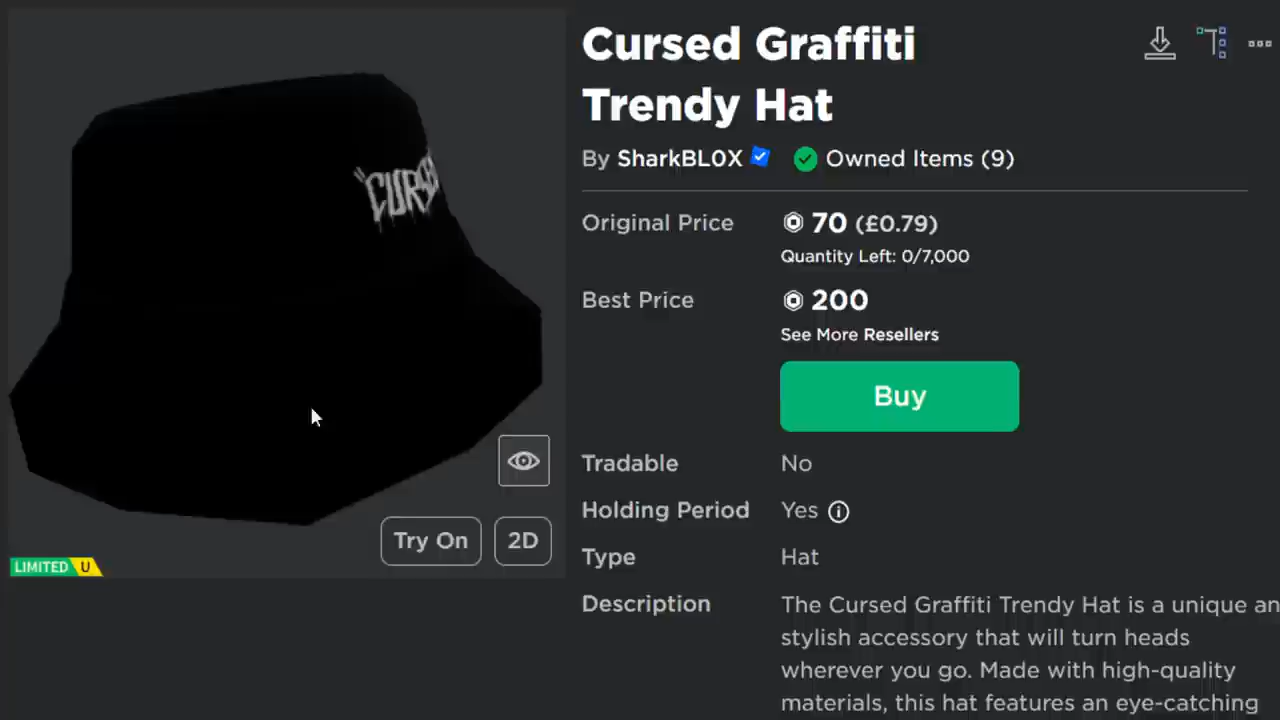 Cursed Graffiti
Trendy Hat
By SharkBL0X Owned Items (9)
Original Price 70 (£0.79)
Quantity Left: 0/7,000
Best Price 200
See More Resellers
Buy
Tradable No
Holding Period Yes
Type Hat
Description The Cursed Graffiti Trendy Hat is a unique an
stylish accessory that will turn heads
wherever you go. Made with high-quality
materials, this hat features an eye-catching
"CURSE
Try On 2D
LIMITED U